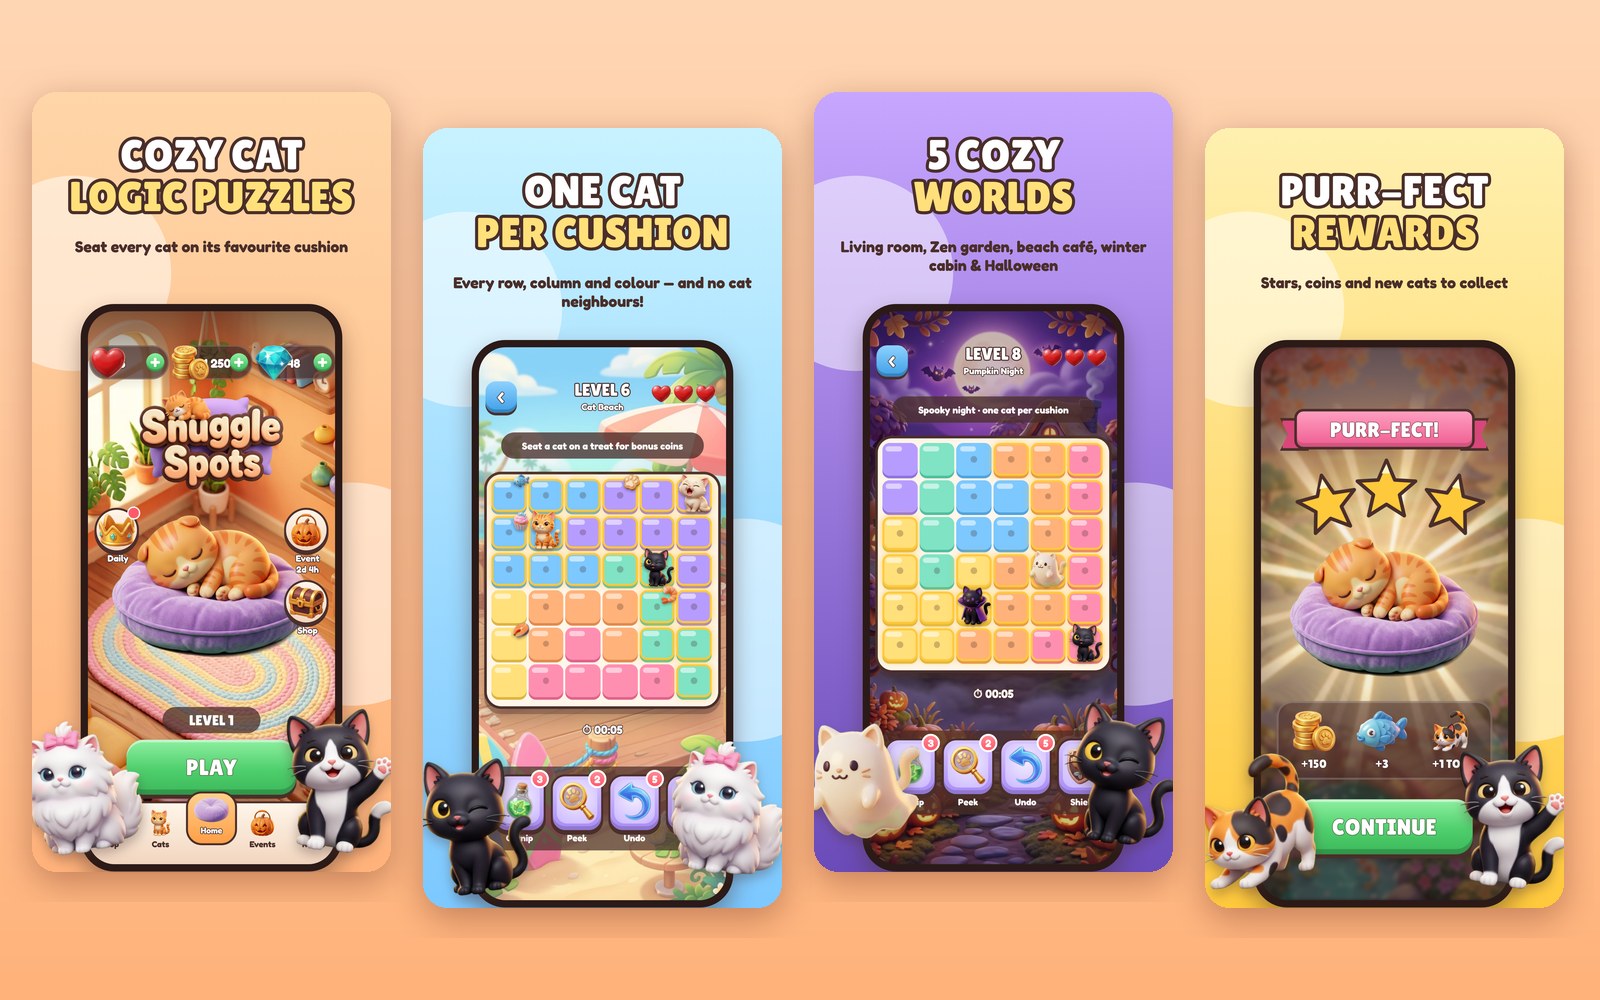 COZY CAT
LOGIC PUZZLES
Seat every cat on its favourite cushion
250
48
Snuggle
Spots
Daily
Event
2d 4h
Shop
LEVEL 1
PLAY
Cats
Home
Events
ONE CAT
PER CUSHION
Every row, column and colour – and no cat
neighbours!
LEVEL 6
Cat Beach
Seat a cat on a treat for bonus coins
00:05
3
2
5
nip
Peek
Undo
5 COZY
WORLDS
Living room, Zen garden, beach café, winter
cabin & Halloween
LEVEL 8
Pumpkin Night
Spooky night · one cat per cushion
00:05
3
2
5
Peek
Undo
Shie
PURR-FECT
REWARDS
Stars, coins and new cats to collect
PURR-FECT!
+150
+3
+1 TO
CONTINUE